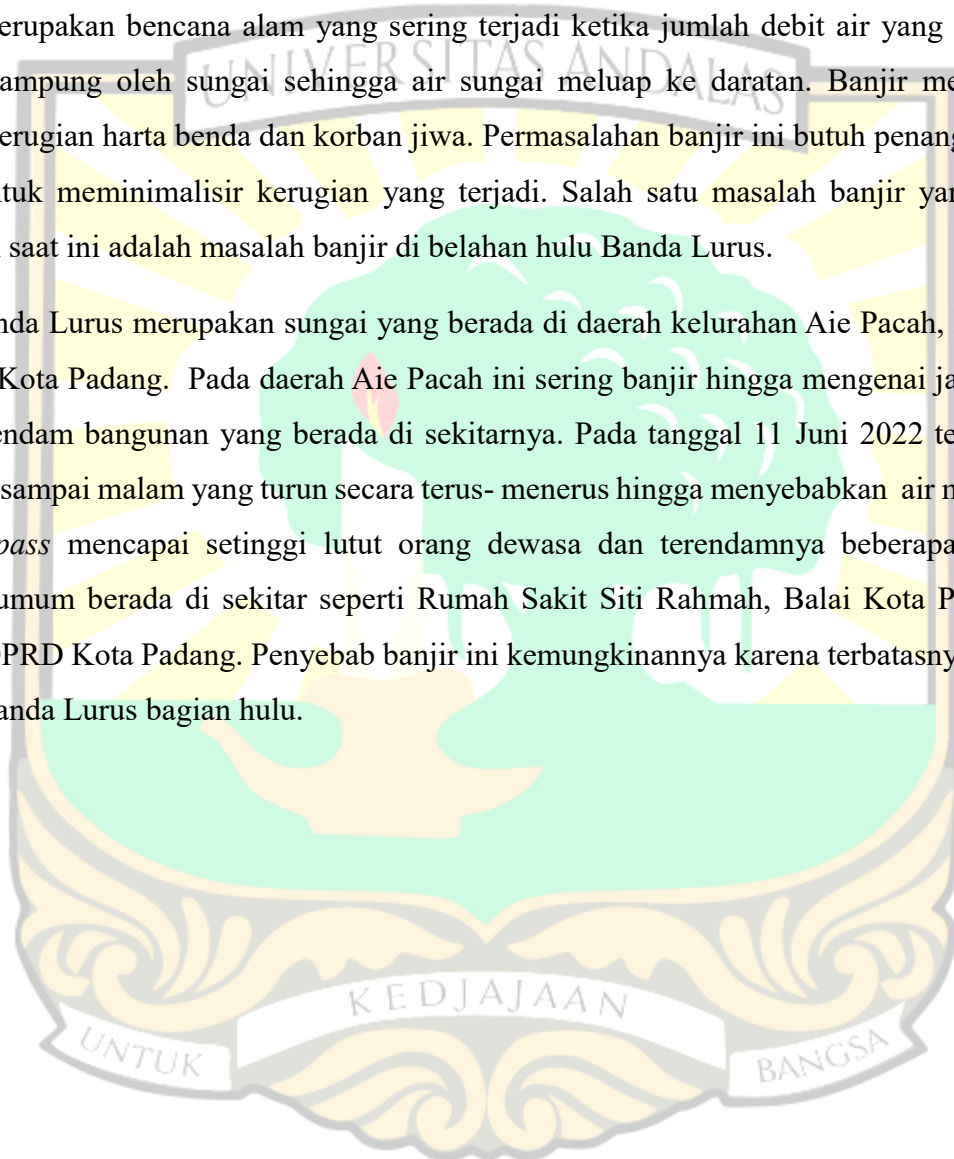 erupakan bencana alam yang sering terjadi ketika jumlah debit air yang
UNIVERSITAS ANDALAS
ampung oleh sungai sehingga air sungai meluap ke daratan. Banjir me
erugian harta benda dan korban jiwa. Permasalahan banjir ini butuh penang
tuk meminimalisir kerugian yang terjadi. Salah satu masalah banjir yan
saat ini adalah masalah banjir di belahan hulu Banda Lurus.
nda Lurus merupakan sungai yang berada di daerah kelurahan Aie Pacah,
Kota Padang. Pada daerah Aie Pacah ini sering banjir hingga mengenai ja
endam bangunan yang berada di sekitarnya. Pada tanggal 11 Juni 2022 te
sampai malam yang turun secara terus- menerus hingga menyebabkan air m
pass mencapai setinggi lutut orang dewasa dan terendamnya beberapa
umum berada di sekitar seperti Rumah Sakit Siti Rahmah, Balai Kota P
DPRD Kota Padang. Penyebab banjir ini kemungkinannya karena terbatasny
anda Lurus bagian hulu.
UNTUK KEDJAJAAN BANGSA